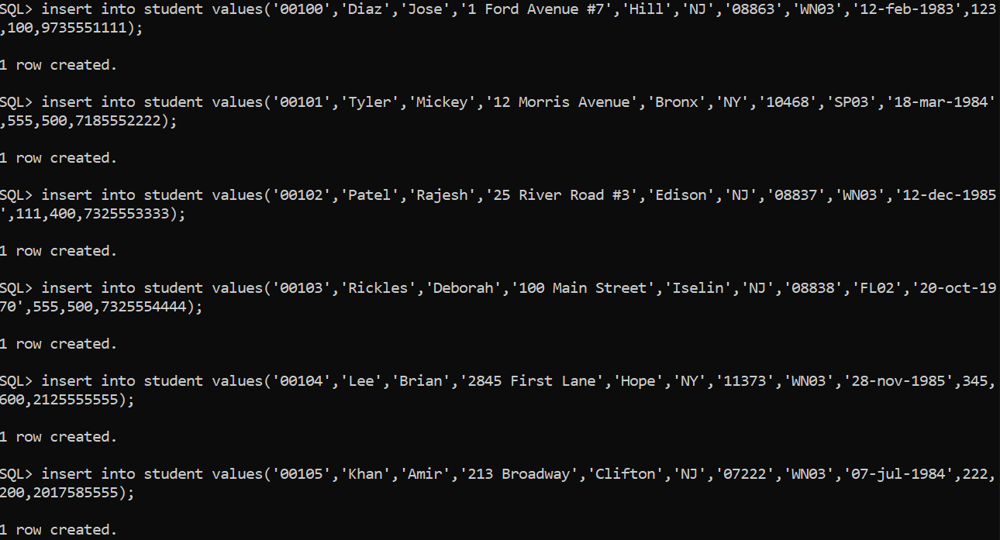 SQL> insert into student values('00100','Diaz','Jose','1 Ford Avenue #7','Hill','NJ','08863','WN03','12-feb-1983',123
,100,9735551111);
1 row created.
SQL> insert into student values('00101','Tyler','Mickey','12 Morris Avenue','Bronx','NY','10468','SP03','18-mar-1984'
,555,500,7185552222);
1 row created.
SQL> insert into student values('00102','Patel','Rajesh','25 River Road #3','Edison','NJ','08837','WN03','12-dec-1985
',111,400,7325553333);
1 row created.
SQL> insert into student values('00103','Rickles','Deborah','100 Main Street','Iselin','NJ','08838','FL02','20-oct-19
70',555,500,7325554444);
1 row created.
SQL> insert into student values('00104','Lee','Brian','2845 First Lane','Hope','NY','11373','WN03','28-nov-1985',345,
600,2125555555);
1 row created.
SQL> insert into student values('00105','Khan','Amir','213 Broadway','Clifton','NJ','07222','WN03','07-jul-1984',222,
200,2017585555);
1 row created.